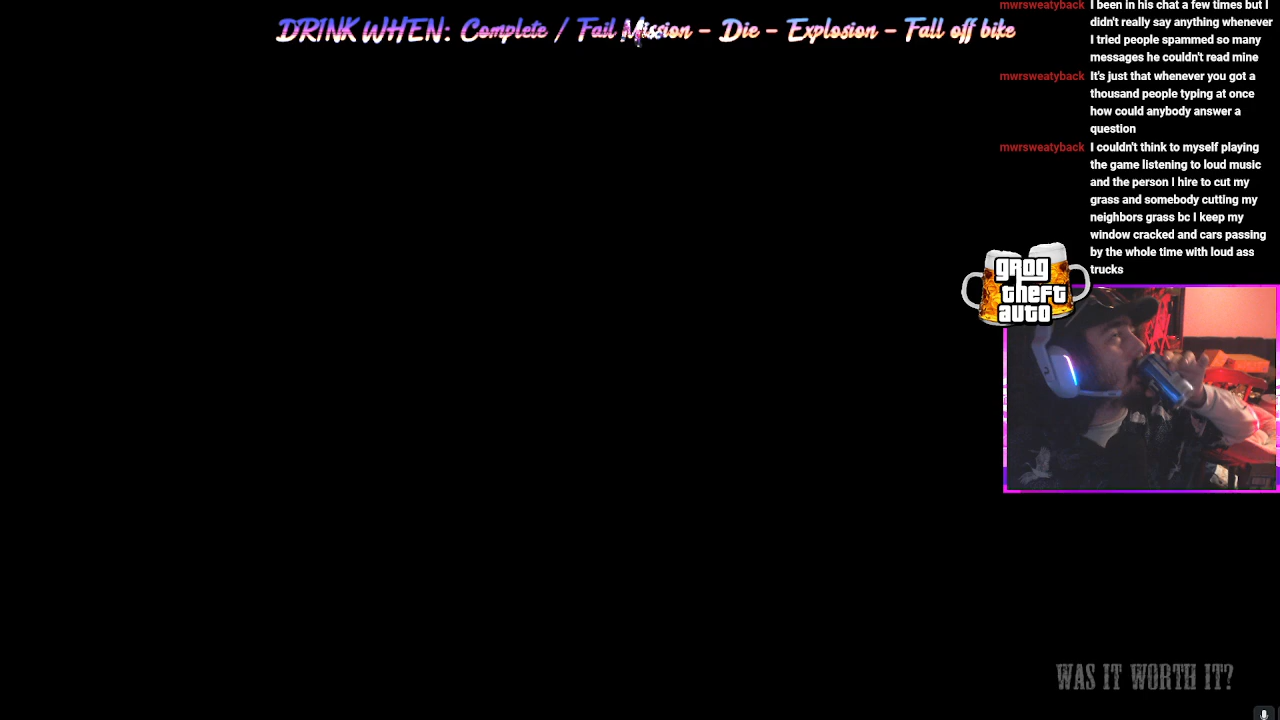 DRINK WHEN: Complete / Fail Mission - Die - Explosion - Fall off bike
mwrsweatyback I been in his chat a few times but I
didn't really say anything whenever
I tried people spammed so many
messages he couldn't read mine
mwrsweatyback It's just that whenever you got a
thousand people typing at once
how could anybody answer a
question
mwrsweatyback I couldn't think to myself playing
the game listening to loud music
and the person I hire to cut my
grass and somebody cutting my
neighbors grass bc I keep my
window cracked and cars passing
by the whole time with loud ass
trucks
grog
theft
auto
WAS IT WORTH IT?